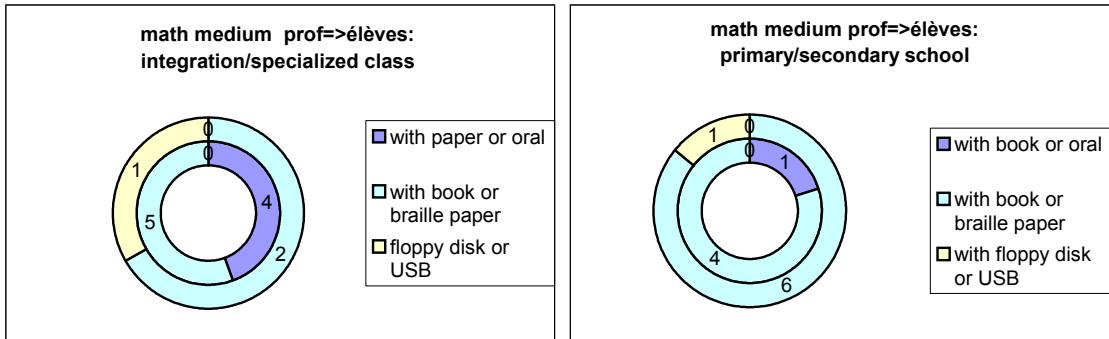 math medium  prof=>élèves:
integration/specialized class
0
0
1
4
5
2
with paper or oral
with book or
braille paper
floppy disk or
USB
math medium prof=>élèves:
primary/secondary school
0
1
0
1
4
6
with book or oral
with book or
braille paper
with floppy disk
or USB